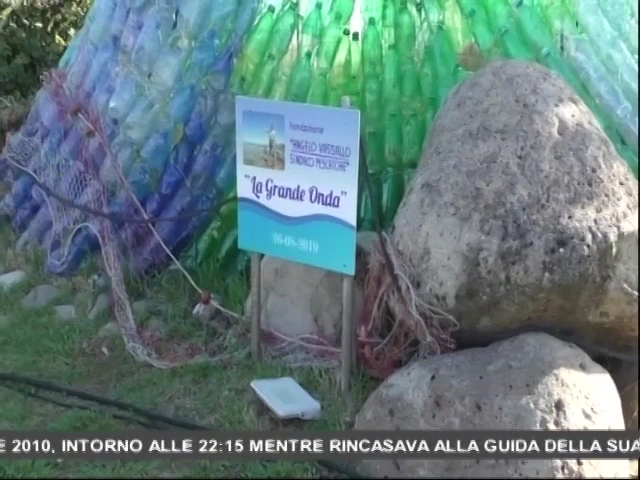 fondazione
"ANGELO VASSALLO
SINDACO PESCATORE"
"La Grande Onda"
26-08-2019
E 2010, INTORNO ALLE 22:15 MENTRE RINCASAVA ALLA GUIDA DELLA SUA